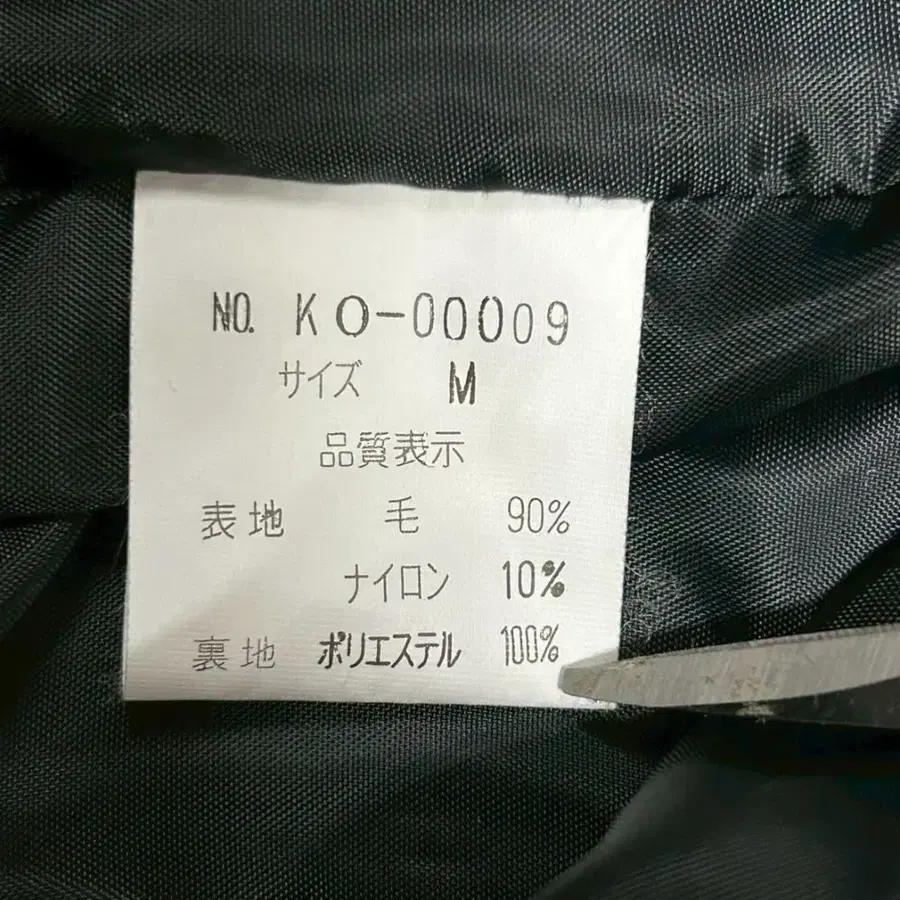 NO. KO-00009
サイズ M
品質表示
表地 毛 90%
ナイロン 10%
裏地 ポリエステル 100%